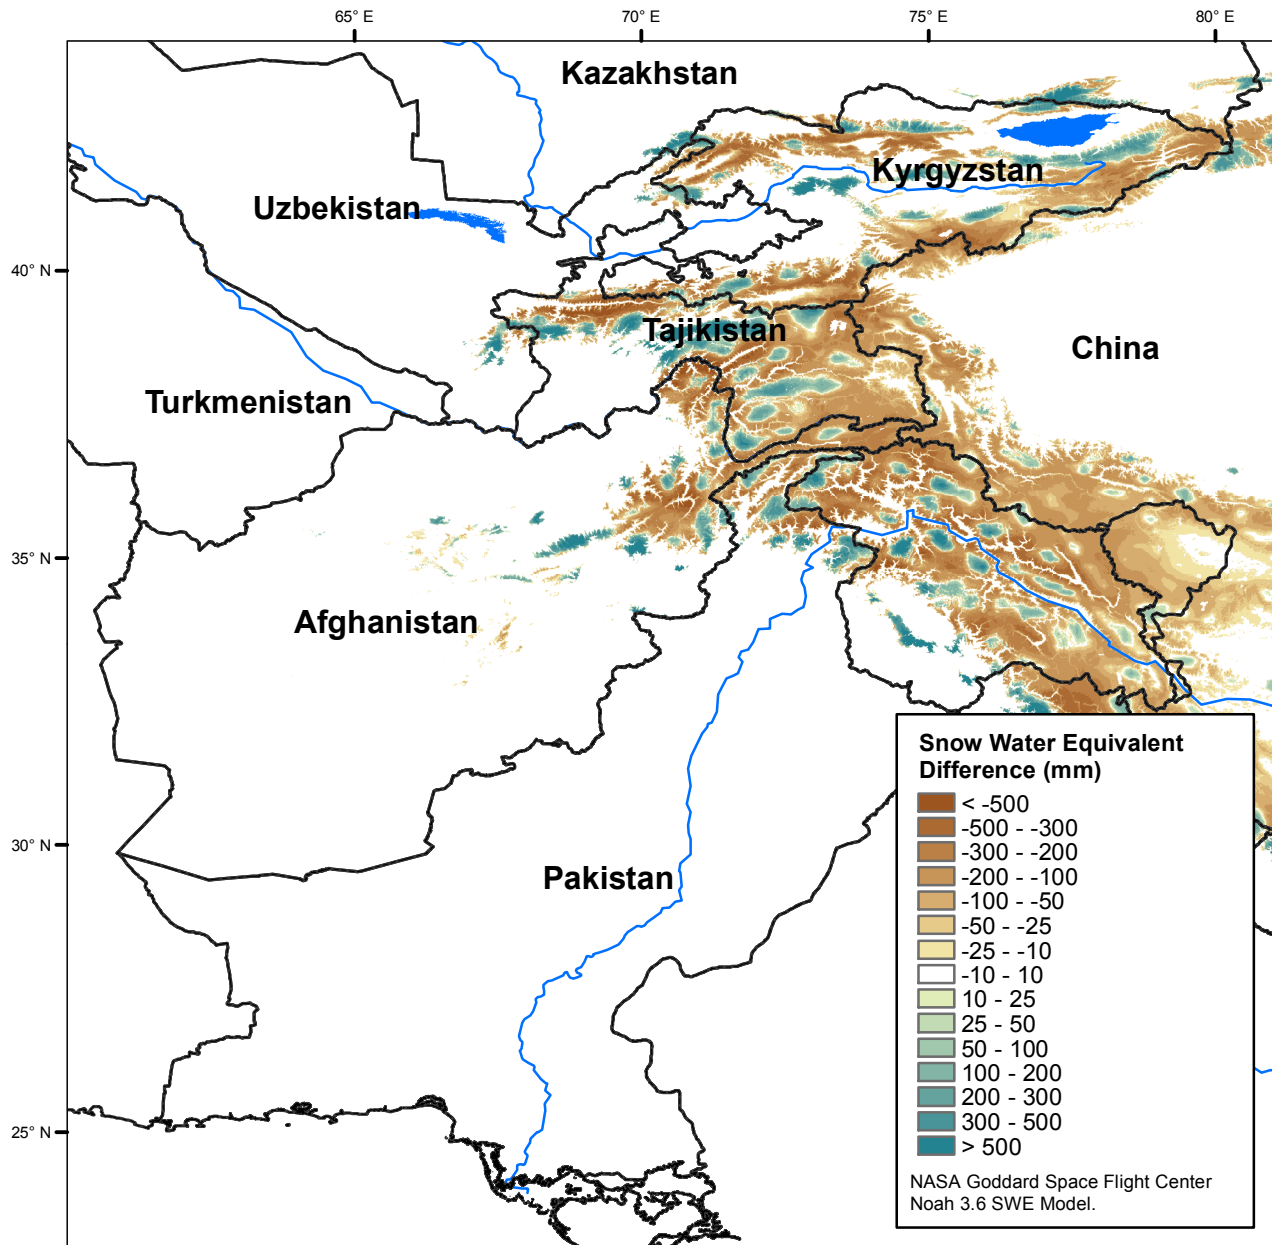 65° E
70° E
75° E
80° E
Kazakhstan
Kyrgyzstan
Uzbekistan
40° N
Tajikistan
China
Turkmenistan
35° N
Afghanistan
30° N
Pakistan
25° N
Snow Water Equivalent
Difference (mm)
< -500
-500 - -300
-300 - -200
-200 - -100
-100 - -50
-50 - -25
-25 - -10
-10 - 10
10 - 25
25 - 50
50 - 100
100 - 200
200 - 300
300 - 500
> 500
NASA Goddard Space Flight Center
Noah 3.6 SWE Model.